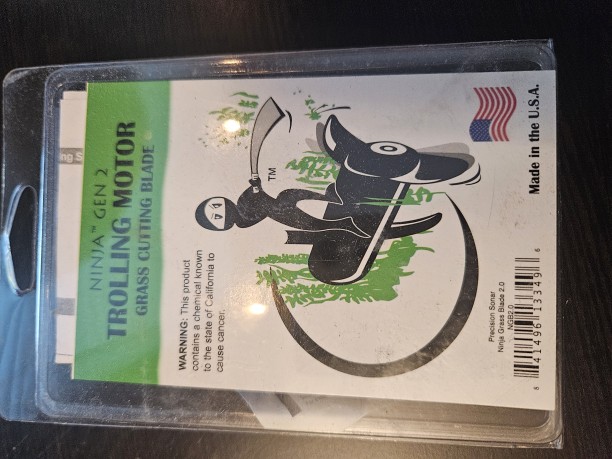 NINJA™ GEN 2
TROLLING MOTOR
GRASS CUTTING BLADE
TM
WARNING: This product
contains a chemical known
to the state of California to
cause cancer.
Made in the U.S.A.
Precision Sonar
Ninja Grass Blade 2.0
NGB2.0
8 41496 13349 6
ng S